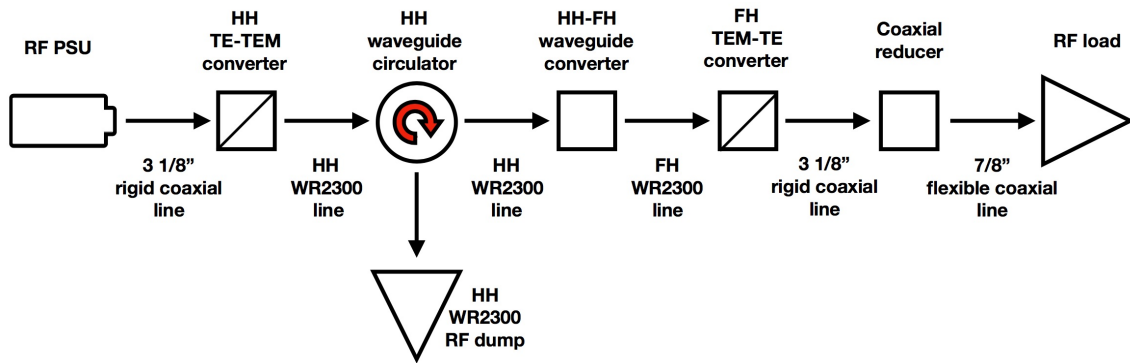 RF PSU
HH
TE-TEM
converter
HH
waveguide
circulator
HH-FH
waveguide
converter
FH
TEM-TE
converter
Coaxial
reducer
RF load
3 1/8”
rigid coaxial
line
HH
WR2300
line
HH
WR2300
line
FH
WR2300
line
3 1/8”
rigid coaxial
line
7/8”
flexible coaxial
line
HH
WR2300
RF dump